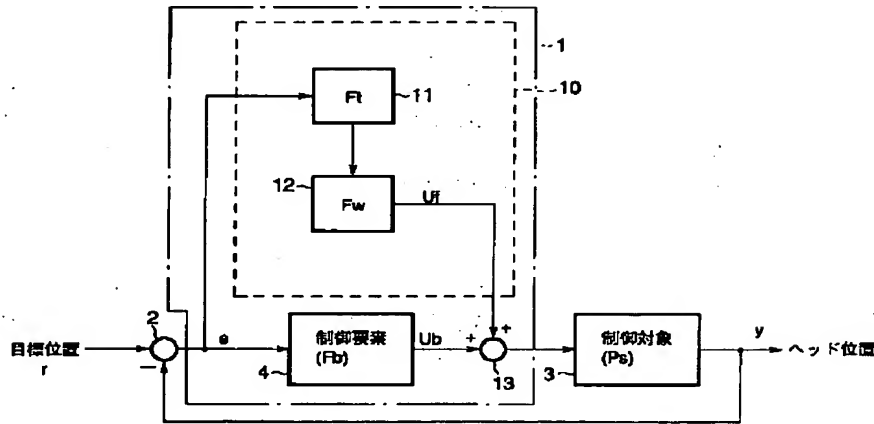 1
Ft
11
10
12
Fw
Uf
2
e
目標位置
r
−
制御要素
(Fb)
4
Ub
+
+
13
制御対象
(Ps)
3
y
ヘッド位置